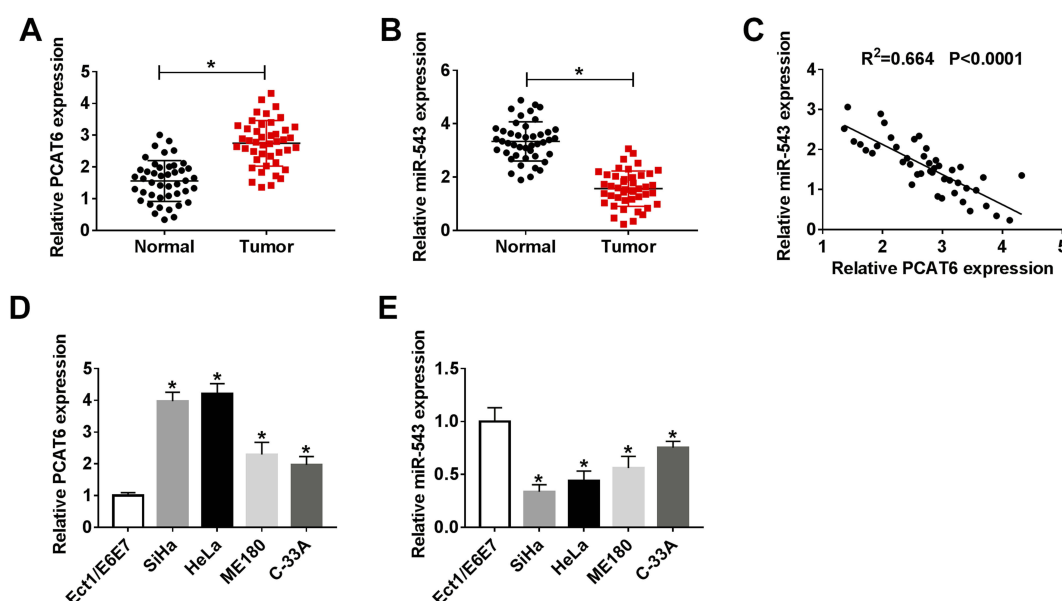 A
Relative PCAT6 expression
5
4
3
2
1
0
*
Normal Tumor
B
Relative miR-543 expression
6
4
2
0
*
Normal Tumor
C
R²=0.664 P<0.0001
Relative miR-543 expression
4
3
2
1
0
1 2 3 4 5
Relative PCAT6 expression
D
Relative PCAT6 expression
5
4
3
2
1
0
* * * *
Ect1/E6E7 SiHa HeLa ME180 C-33A
E
Relative miR-543 expression
1.5
1.0
0.5
0.0
* * * *
Ect1/E6E7 SiHa HeLa ME180 C-33A